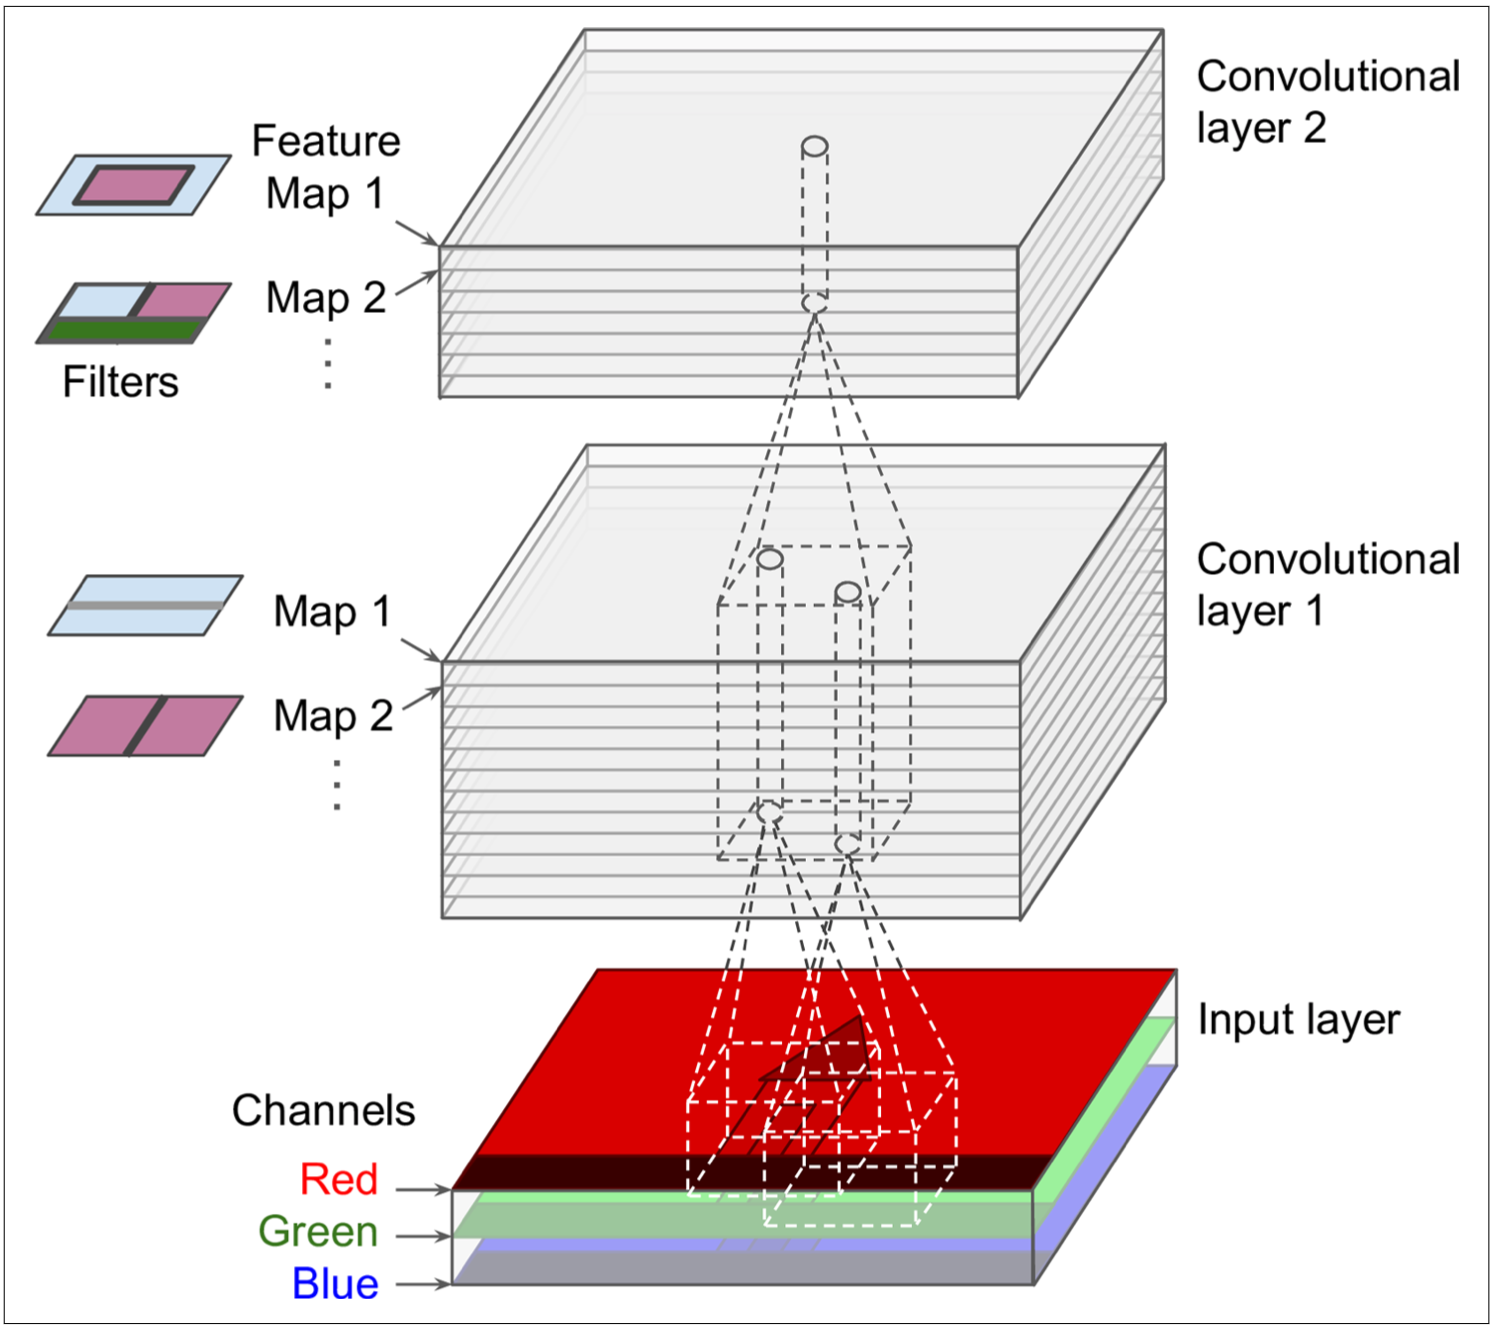 Convolutional
layer 2
Feature
Map 1
Map 2
Filters
Convolutional
layer 1
Map 1
Map 2
Input layer
Channels
Red
Green
Blue